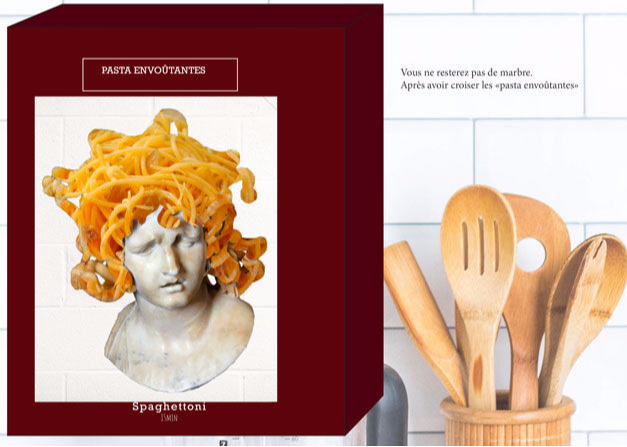 PASTA ENVOÛTANTES
Vous ne resterez pas de marbre.
Après avoir croiser les «pasta envoûtantes»
Spaghettoni
15MIN